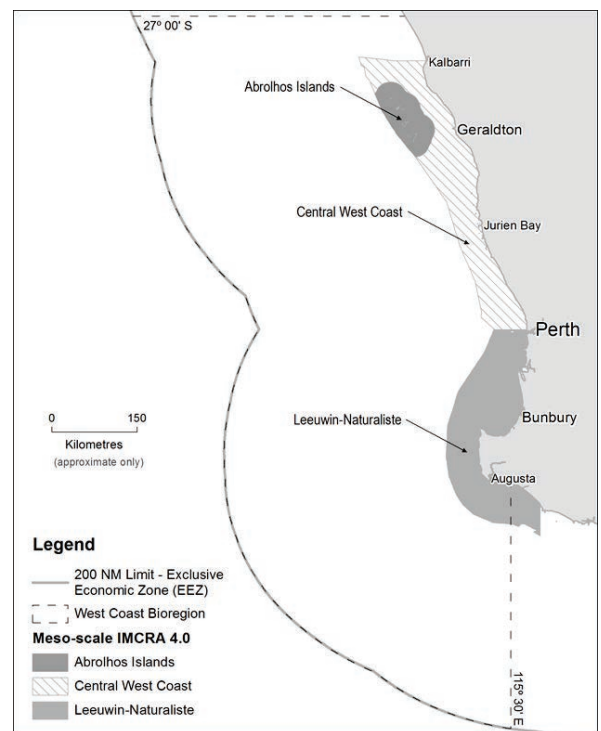 27º 00' S
Kalbarri
Abrolhos Islands
Geraldton
Central West Coast
Jurien Bay
Perth
0 150
Kilometres
(approximate only)
Leeuwin-Naturaliste
Bunbury
Augusta
Legend
200 NM Limit - Exclusive
Economic Zone (EEZ)
West Coast Bioregion
Meso-scale IMCRA 4.0
Abrolhos Islands
Central West Coast
Leeuwin-Naturaliste
115º 30' E